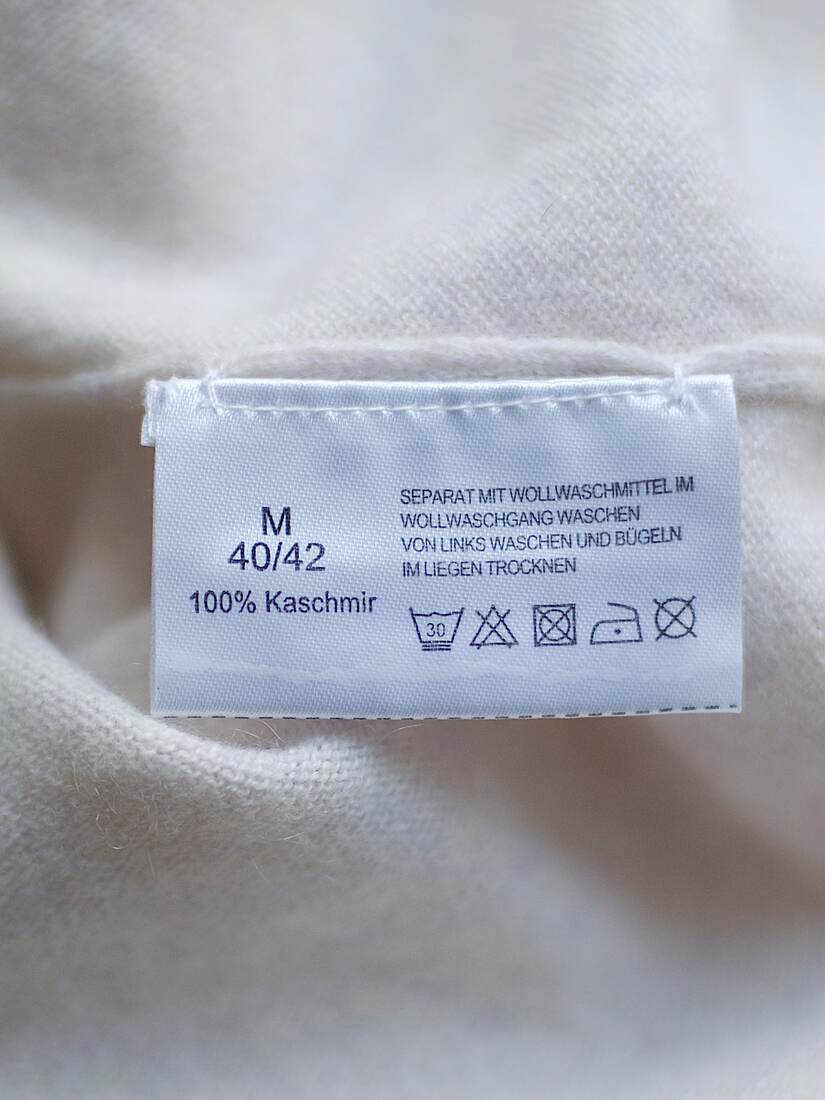 M
40/42
100% Kaschmir
SEPARAT MIT WOLLWASCHMITTEL IM
WOLLWASCHGANG WASCHEN
VON LINKS WASCHEN UND BÜGELN
IM LIEGEN TROCKNEN
30